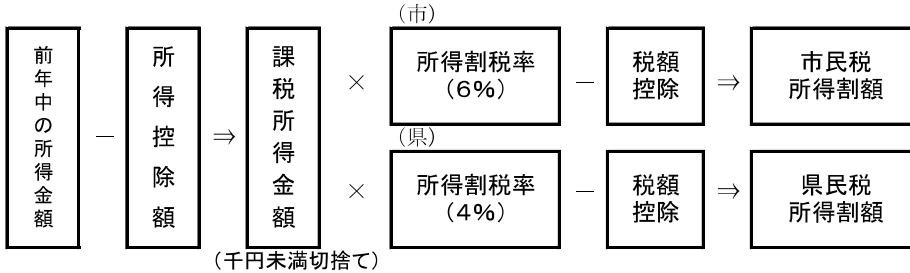 前年中の所得金額
－
所得控除額
⇒
課税所得金額
（千円未満切捨て）
（市）
×
所得割税率
（6％）
－
税額
控除
⇒
市民税
所得割額
（県）
×
所得割税率
（4％）
－
税額
控除
⇒
県民税
所得割額